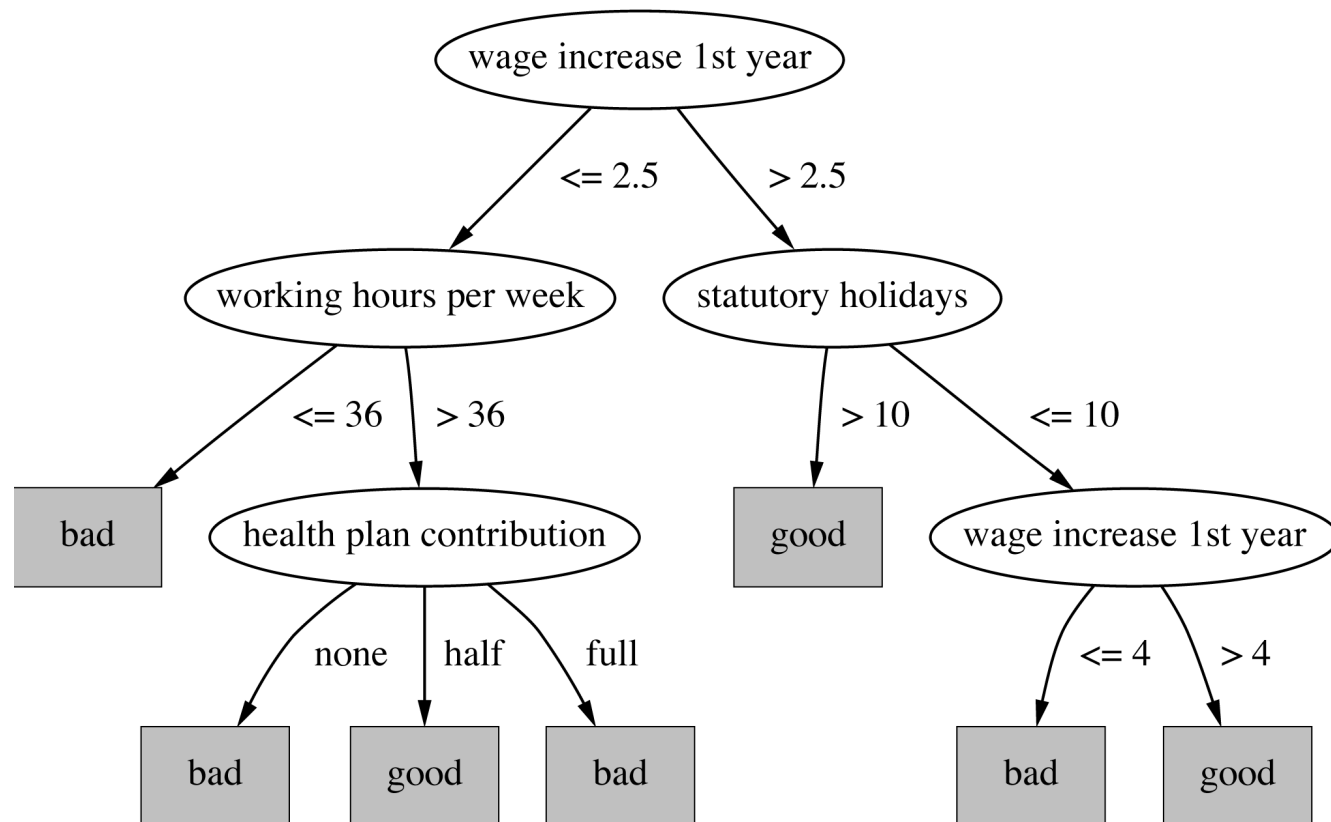 wage increase 1st year
<= 2.5
> 2.5
working hours per week
statutory holidays
<= 36
> 36
> 10
<= 10
bad
health plan contribution
good
wage increase 1st year
none
half
full
<= 4
> 4
bad
good
bad
bad
good